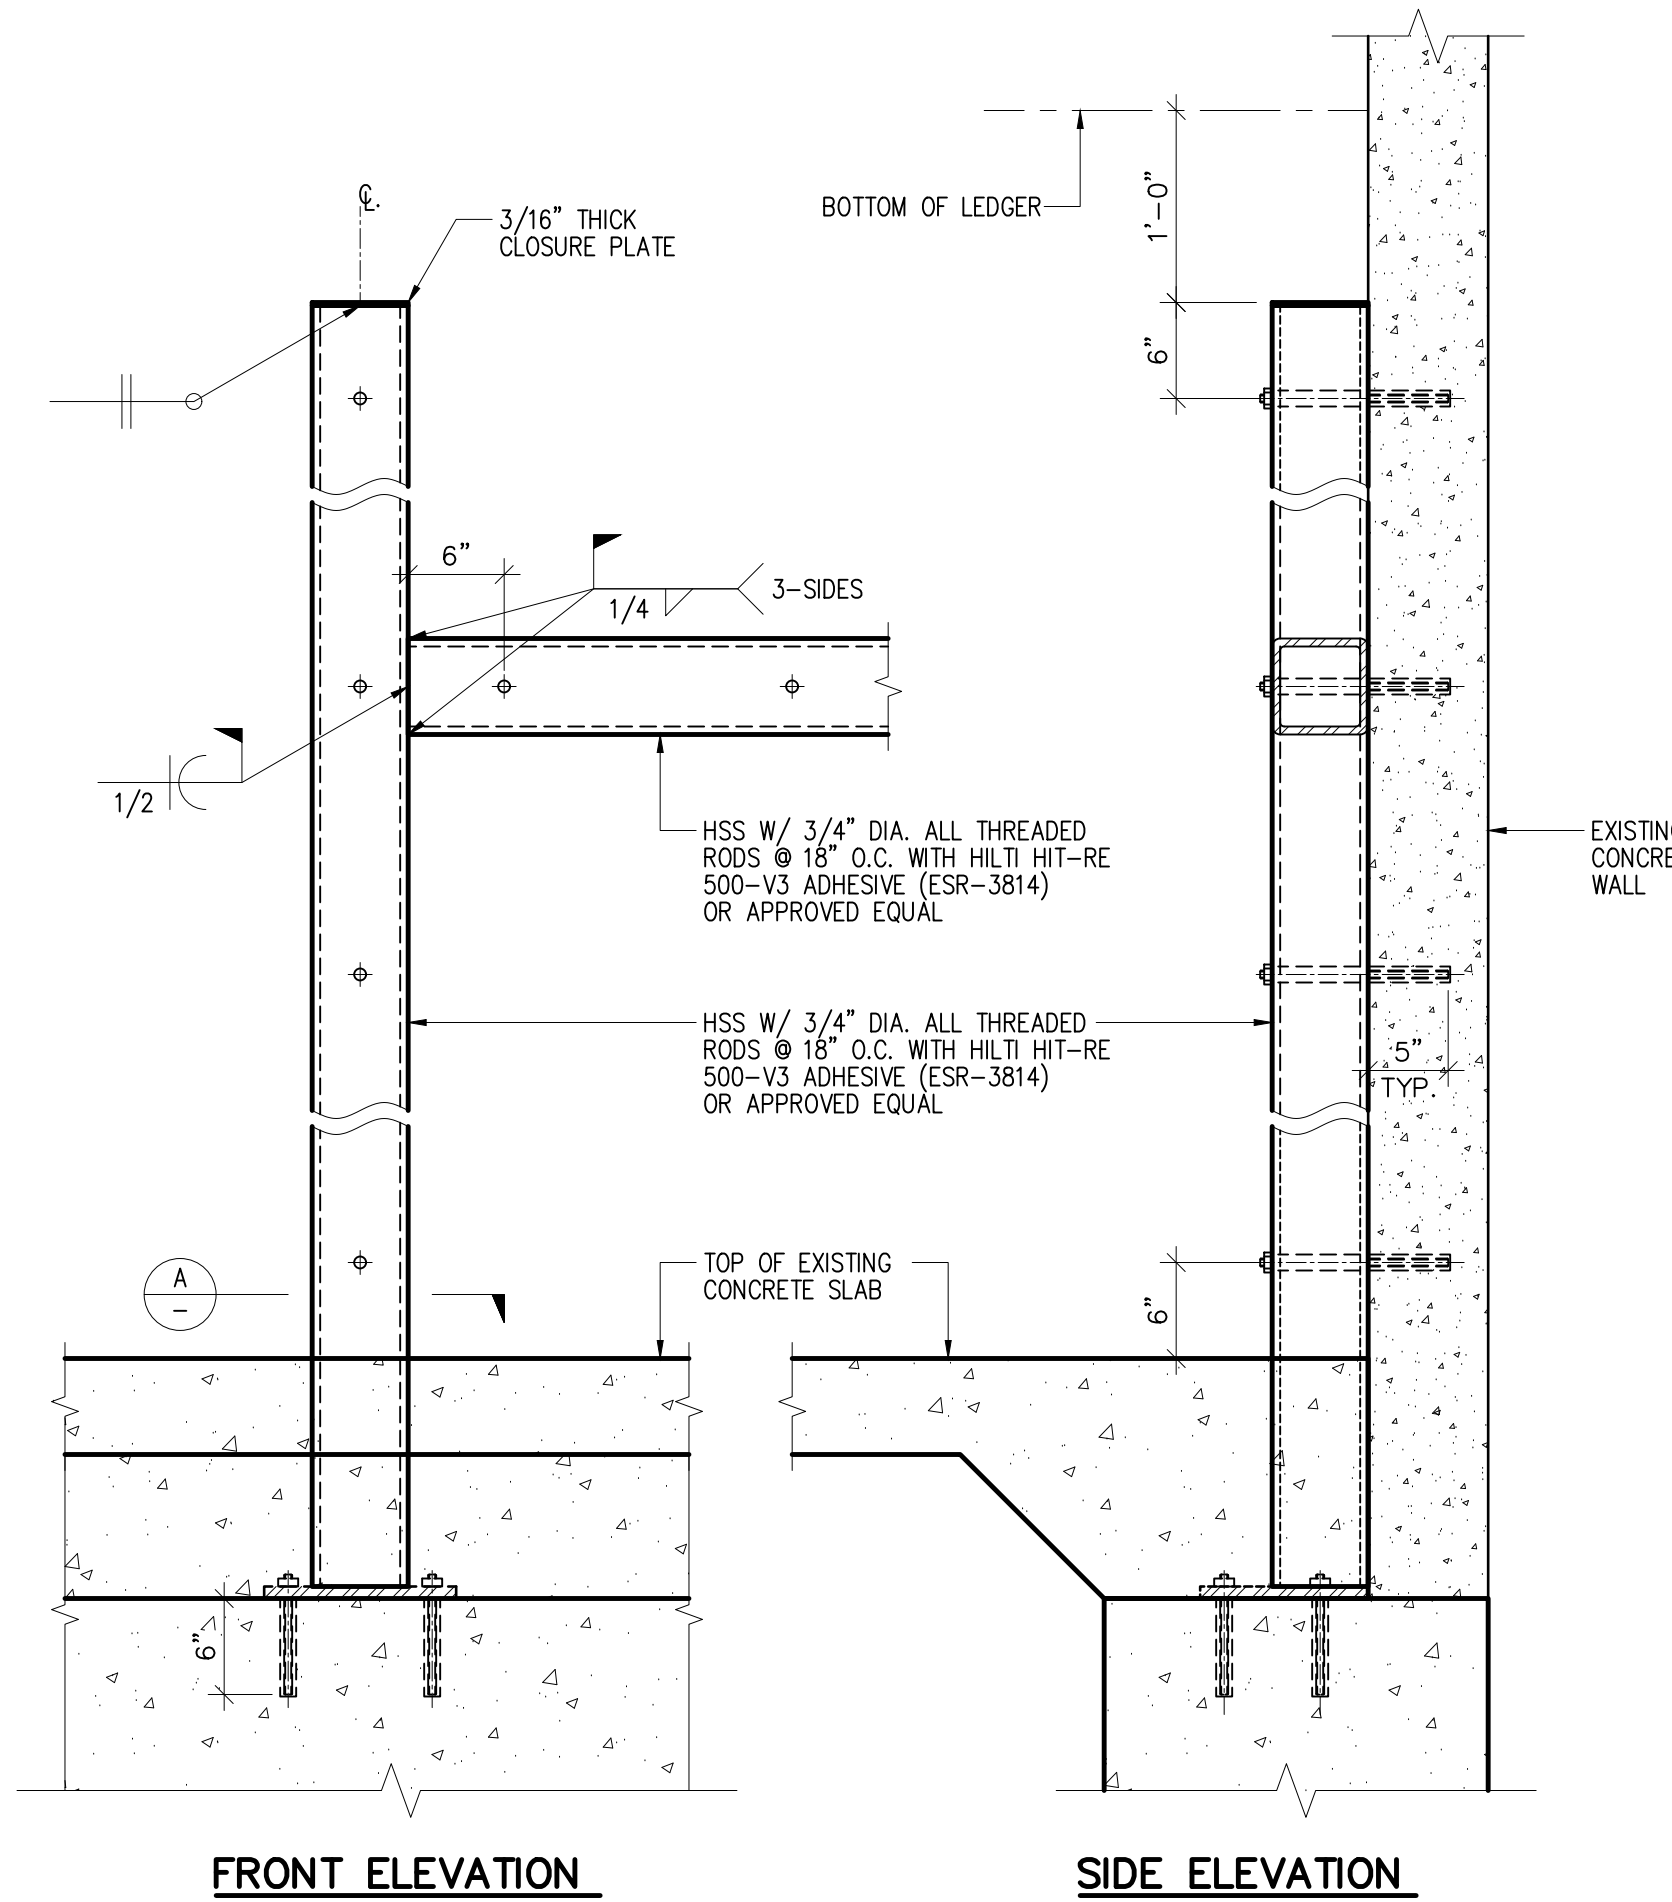 ℄.
3/16” THICK
CLOSURE PLATE
BOTTOM OF LEDGER
1’-0”
6”
6”
1/4
3-SIDES
1/2
HSS W/ 3/4” DIA. ALL THREADED
RODS @ 18” O.C. WITH HILTI HIT-RE
500-V3 ADHESIVE (ESR-3814)
OR APPROVED EQUAL
EXISTING
CONCRE
WALL
HSS W/ 3/4” DIA. ALL THREADED
RODS @ 18” O.C. WITH HILTI HIT-RE
500-V3 ADHESIVE (ESR-3814)
OR APPROVED EQUAL
5”
TYP.
A
-
TOP OF EXISTING
CONCRETE SLAB
6”
6”
FRONT ELEVATION
SIDE ELEVATION